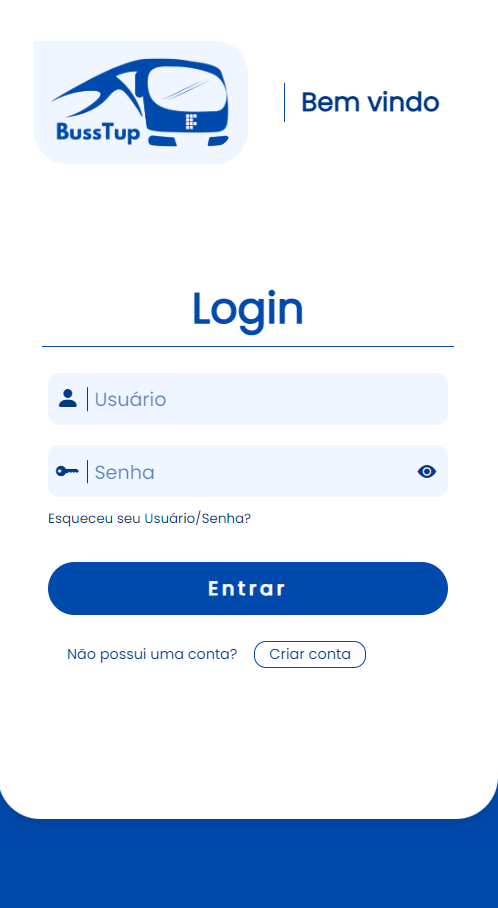 BussTup
Bem vindo
Login
Usuário
Senha
Esqueceu seu Usuário/Senha?
Entrar
Não possui uma conta? Criar conta